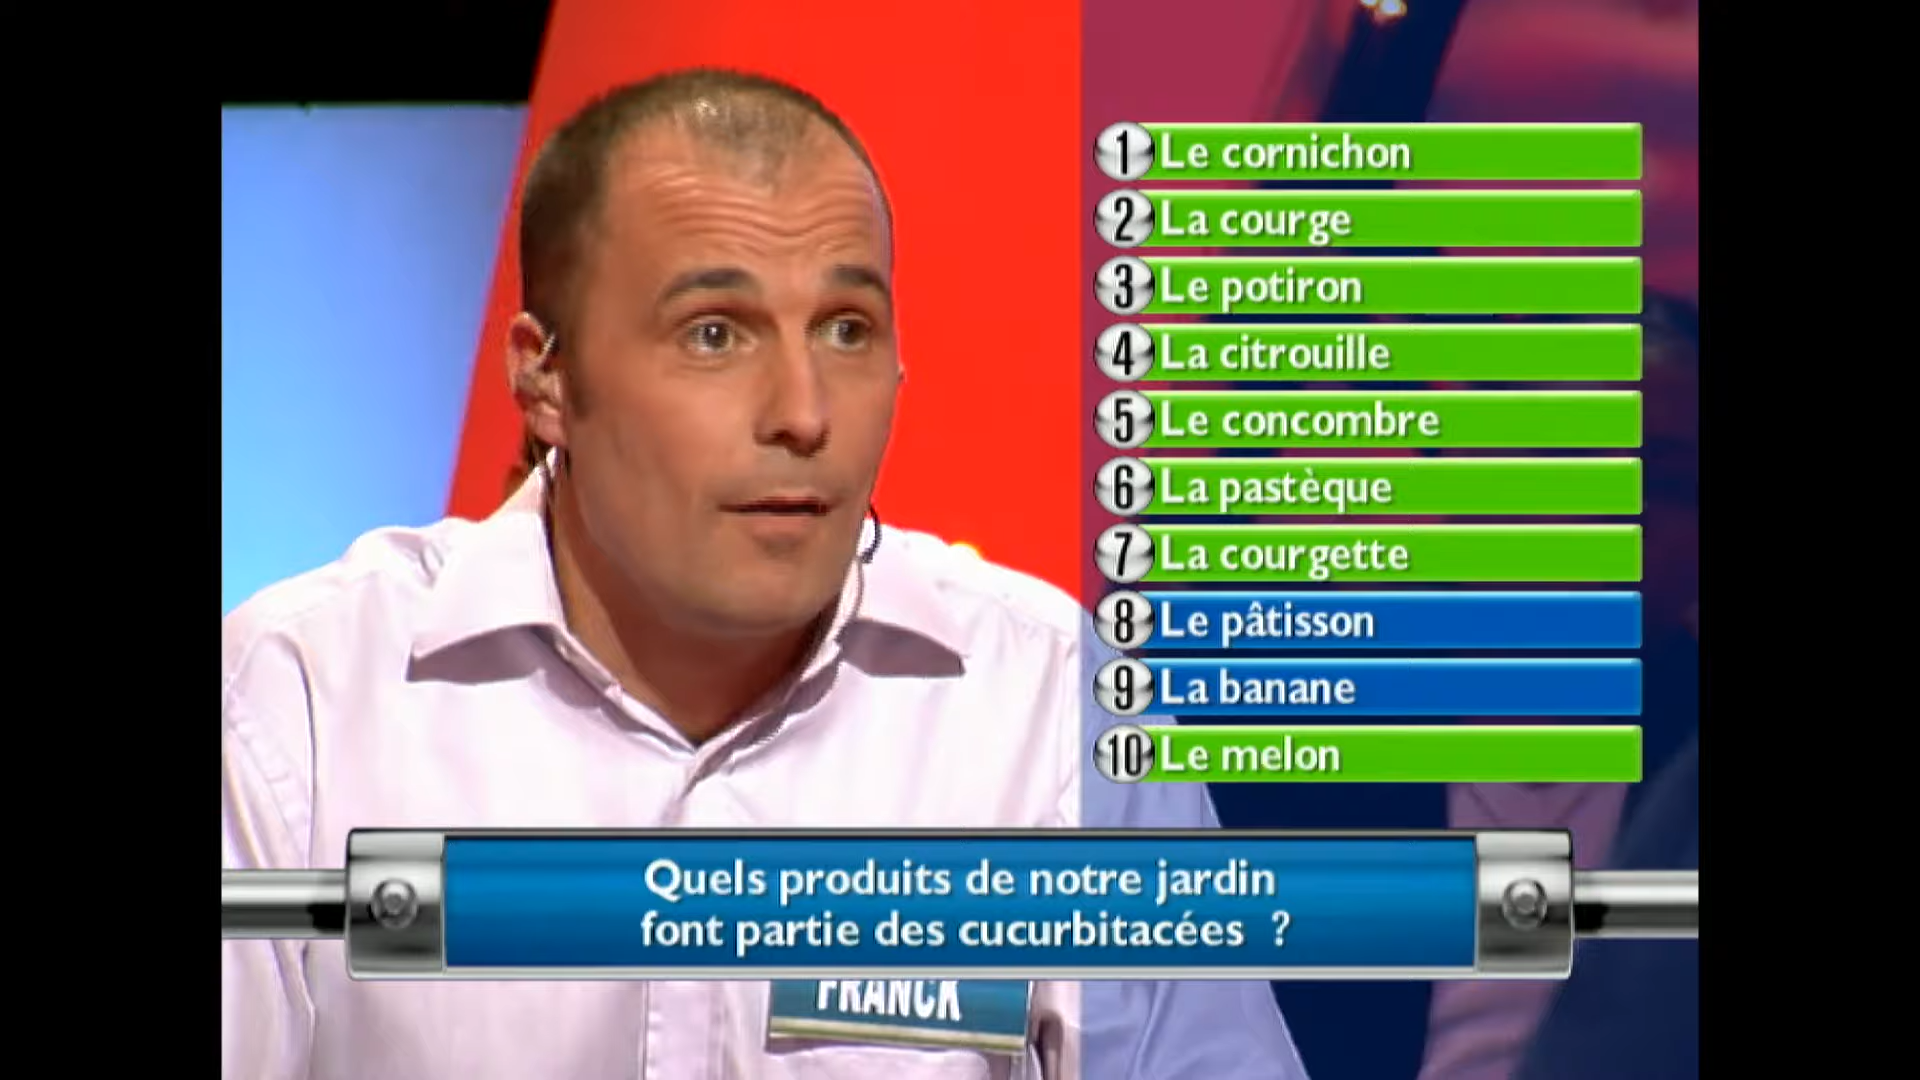 1 Le cornichon
2 La courge
3 Le potiron
4 La citrouille
5 Le concombre
6 La pastèque
7 La courgette
8 Le pâtisson
9 La banane
10 Le melon
Quels produits de notre jardin
font partie des cucurbitacées ?
FRANCK